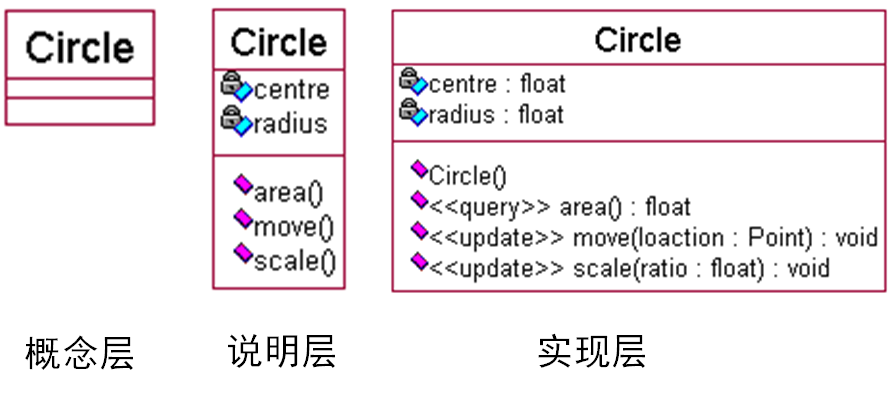 Circle
Circle
centre
radius
area()
move()
scale()
Circle
centre : float
radius : float
Circle()
<<query>> area() : float
<<update>> move(loaction : Point) : void
<<update>> scale(ratio : float) : void
概念层
说明层
实现层